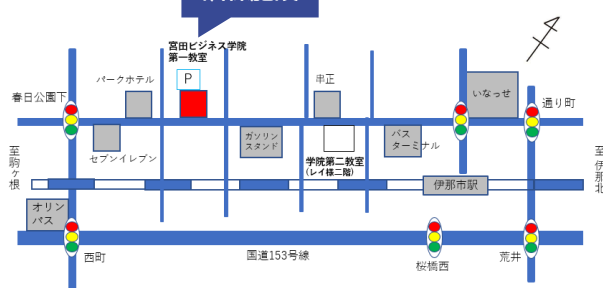 宮田ビジネス学院
第一教室
パークホテル
P
串正
いなっせ
春日公園下
通り町
セブンイレブン
ガソリン
スタンド
学院第二教室
(レイ様二階)
バス
ターミナル
至駒ヶ根
至伊那北
伊那市駅
オリン
パス
西町
国道153号線
桜橋西
荒井